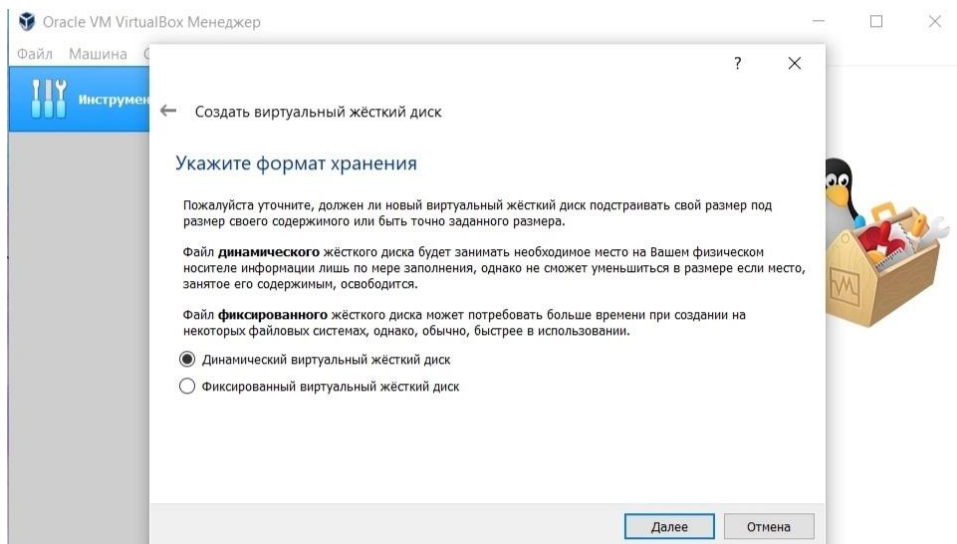 Oracle VM VirtualBox Менеджер
Файл Машина
Инструмен
?
Создать виртуальный жёсткий диск
Укажите формат хранения
Пожалуйста уточните, должен ли новый виртуальный жёсткий диск подстраивать свой размер под
размер своего содержимого или быть точно заданного размера.
Файл динамического жёсткого диска будет занимать необходимое место на Вашем физическом
носителе информации лишь по мере заполнения, однако не сможет уменьшиться в размере если место,
занятое его содержимым, освободится.
Файл фиксированного жёсткого диска может потребовать больше времени при создании на
некоторых файловых системах, однако, обычно, быстрее в использовании.
Динамический виртуальный жёсткий диск
Фиксированный виртуальный жёсткий диск
Далее Отмена